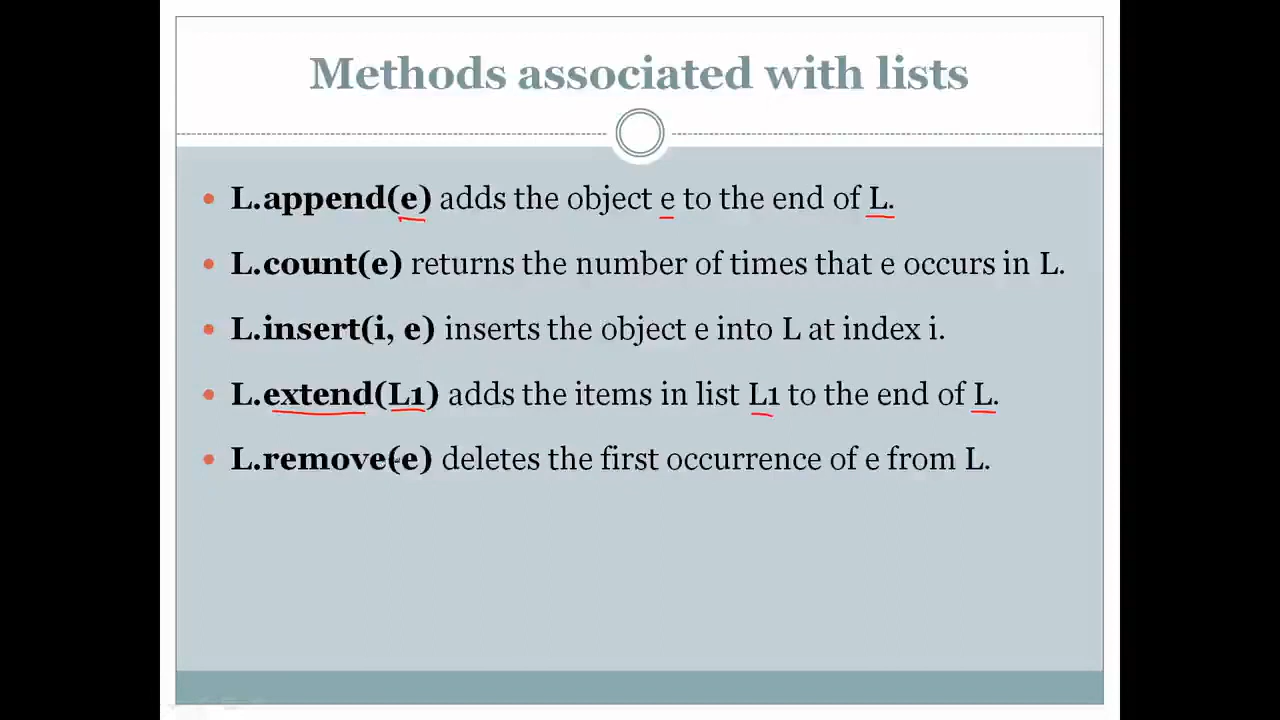 Methods associated with lists
• L.append(e) adds the object e to the end of L.
• L.count(e) returns the number of times that e occurs in L.
• L.insert(i, e) inserts the object e into L at index i.
• L.extend(L1) adds the items in list L1 to the end of L.
• L.remove(e) deletes the first occurrence of e from L.